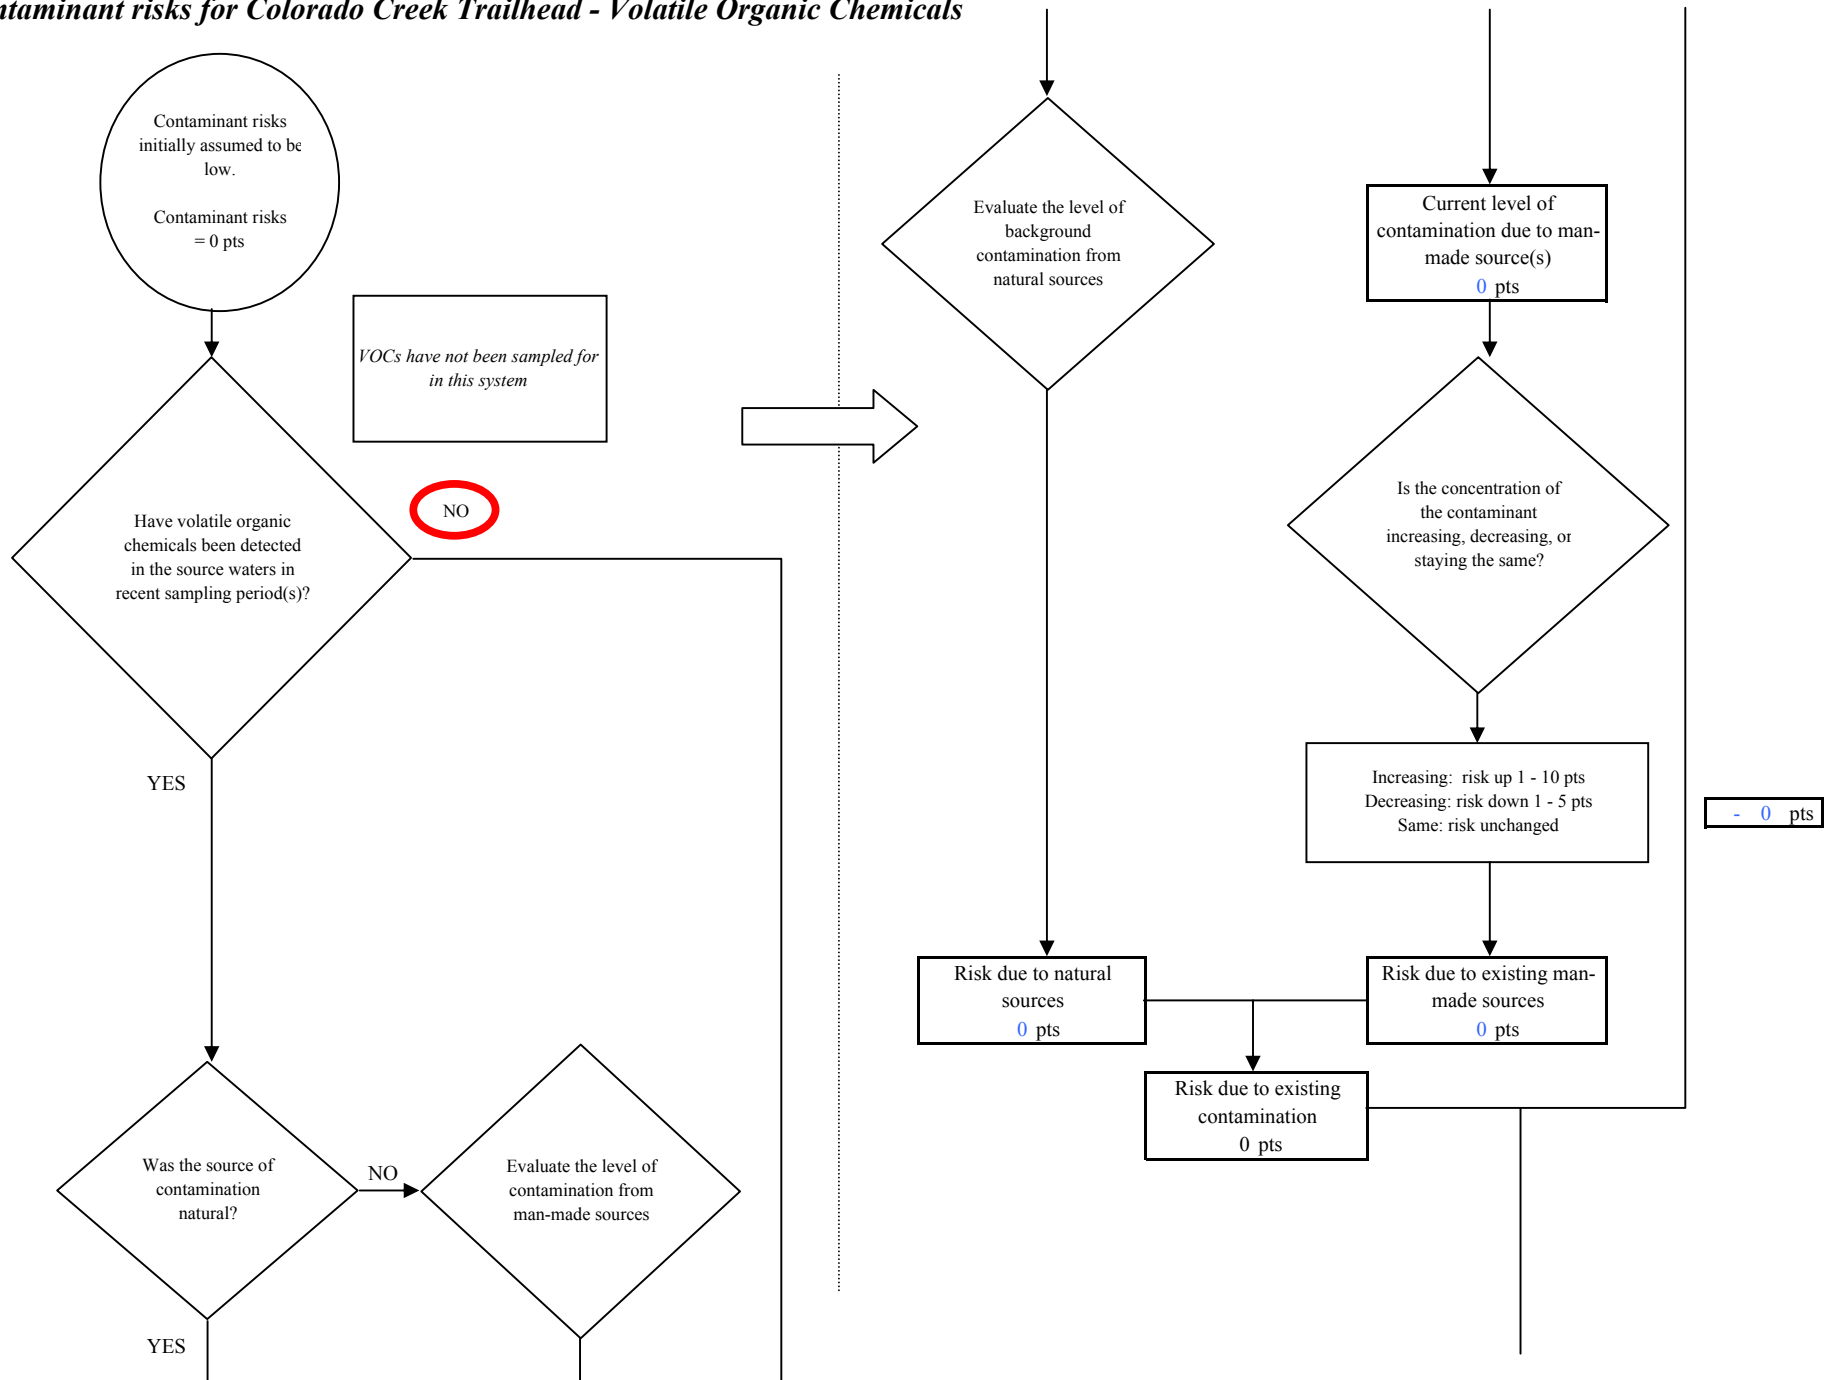 ntaminant risks for Colorado Creek Trailhead - Volatile Organic Chemicals
Contaminant risks
initially assumed to be
low.
Contaminant risks
= 0 pts
VOCs have not been sampled for
in this system
NO
Have volatile organic
chemicals been detected
in the source waters in
recent sampling period(s)?
YES
Was the source of
contamination
natural?
NO
Evaluate the level of
contamination from
man-made sources
YES
Evaluate the level of
background
contamination from
natural sources
Current level of
contamination due to man-
made source(s)
0 pts
Is the concentration of
the contaminant
increasing, decreasing, or
staying the same?
Increasing: risk up 1 - 10 pts
Decreasing: risk down 1 - 5 pts
Same: risk unchanged
- 0 pts
Risk due to natural
sources
0 pts
Risk due to existing man-
made sources
0 pts
Risk due to existing
contamination
0 pts